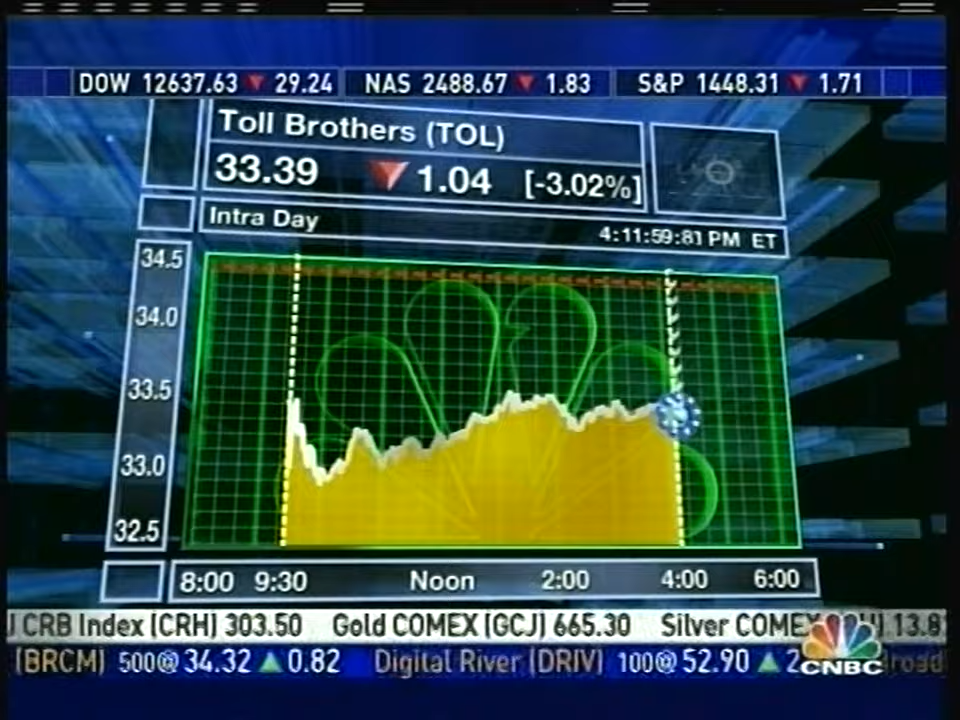 DOW 12637.63 ▼ 29.24 NAS 2488.67 ▼ 1.83 S&P 1448.31 ▼ 1.71
Toll Brothers (TOL)
33.39 ▼ 1.04 [-3.02%]
Intra Day 4:11:59:81 PM ET
34.5
34.0
33.5
33.0
32.5
8:00 9:30 Noon 2:00 4:00 6:00
CRB Index (CRH) 303.50 Gold COMEX (GCJ) 665.30 Silver COMEX 13.8
(BRCM) 500@ 34.32 ▲ 0.82 Digital River (DRIV) 100@ 52.90 ▲ 2
CNBC